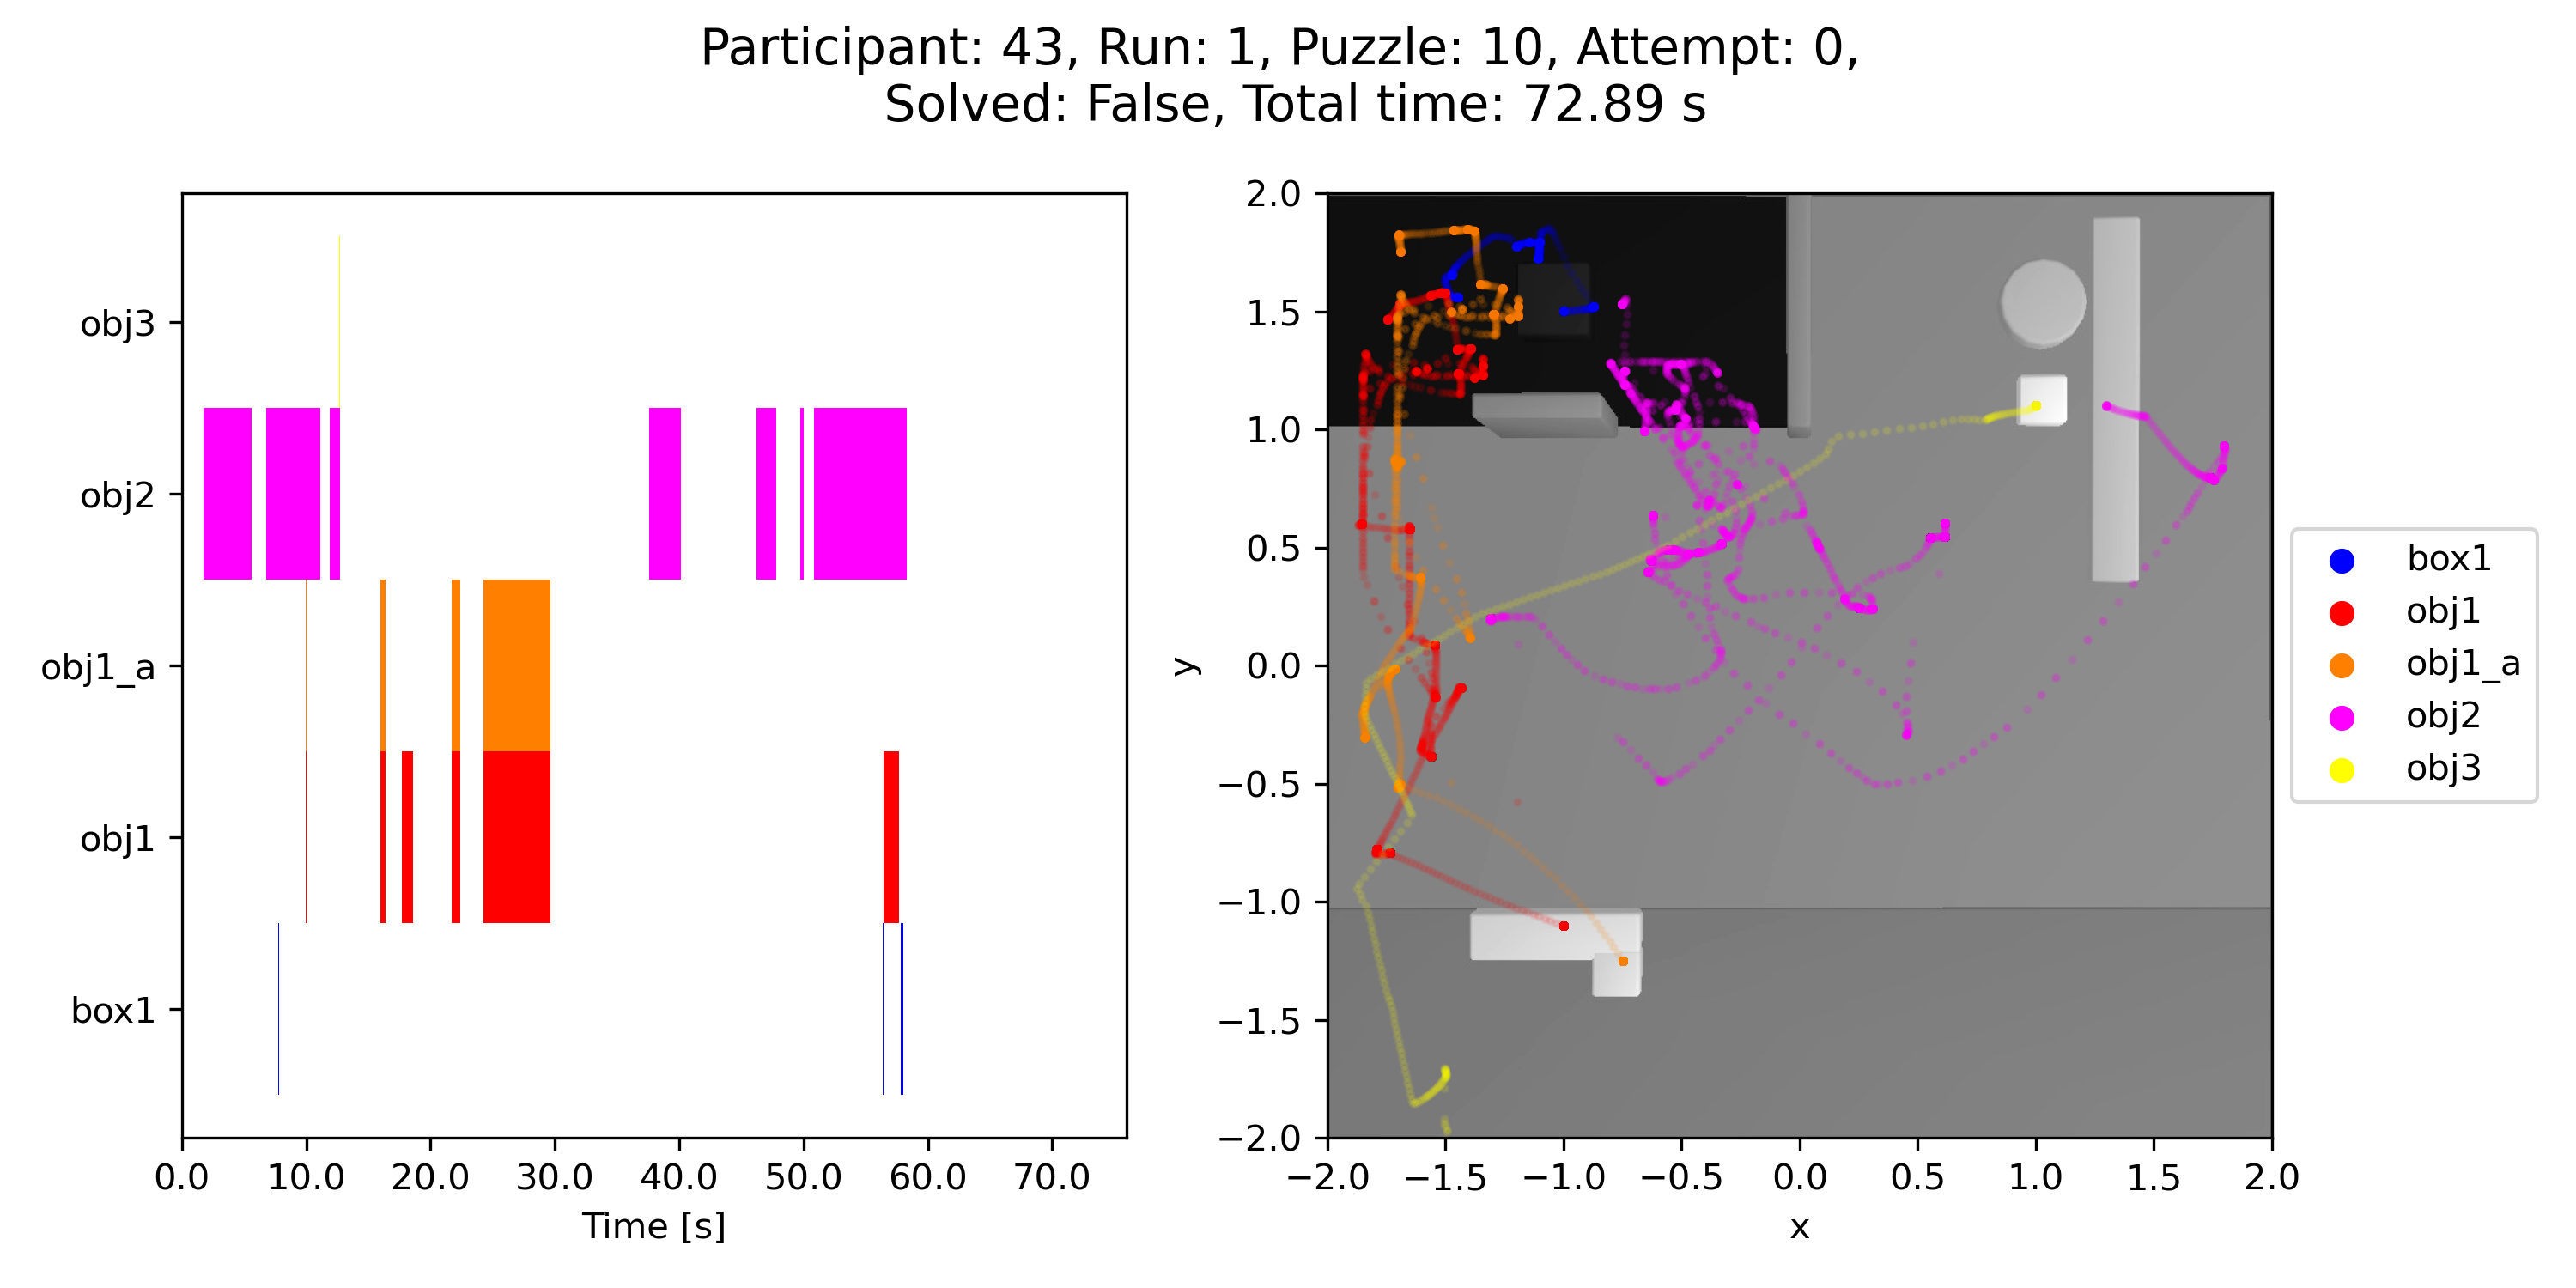 Participant: 43, Run: 1, Puzzle: 10, Attempt: 0,
Solved: False, Total time: 72.89 s
obj3
obj2
obj1_a
obj1
box1
0.0 10.0 20.0 30.0 40.0 50.0 60.0 70.0
Time [s]
2.0
1.5
1.0
0.5
0.0
−0.5
−1.0
−1.5
−2.0
y
−2.0 −1.5 −1.0 −0.5 0.0 0.5 1.0 1.5 2.0
x
box1
obj1
obj1_a
obj2
obj3